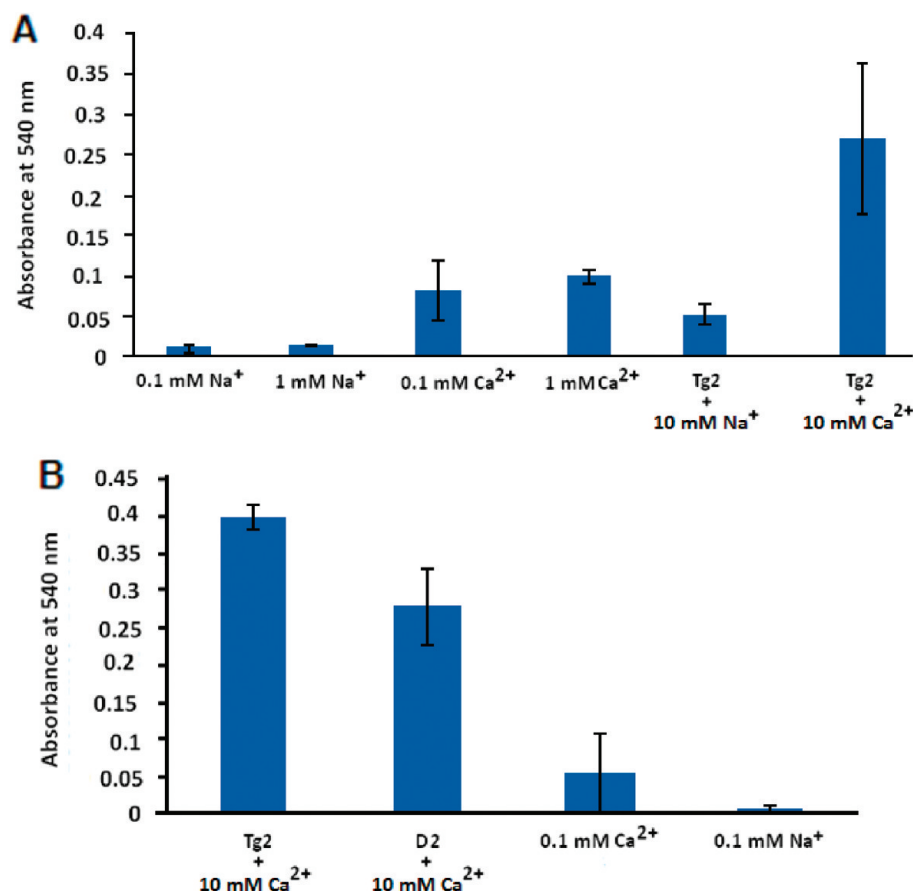 A
Absorbance at 540 nm
0.4
0.35
0.3
0.25
0.2
0.15
0.1
0.05
0
0.1 mM Na⁺
1 mM Na⁺
0.1 mM Ca²⁺
1 mM Ca²⁺
Tg2
+
10 mM Na⁺
Tg2
+
10 mM Ca²⁺
B
Absorbance at 540 nm
0.45
0.4
0.35
0.3
0.25
0.2
0.15
0.1
0.05
0
Tg2
+
10 mM Ca²⁺
D2
+
10 mM Ca²⁺
0.1 mM Ca²⁺
0.1 mM Na⁺